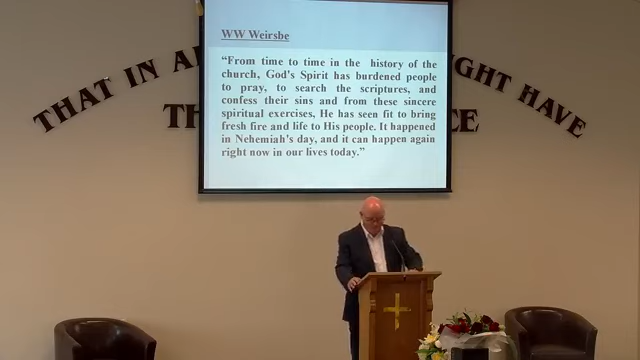 WW Weirsbe
“From time to time in the history of the
church, God's Spirit has burdened people
to pray, to search the scriptures, and
confess their sins and from these sincere
spiritual exercises, He has seen fit to bring
fresh fire and life to His people. It happened
in Nehemiah's day, and it can happen again
right now in our lives today.”
THAT IN
HAVE